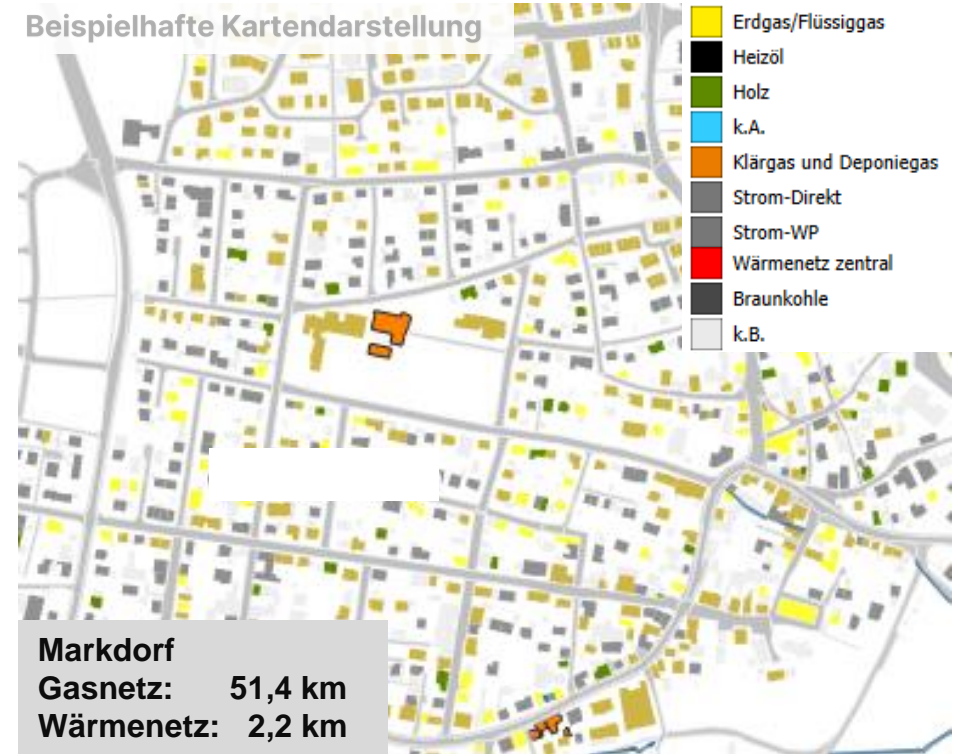 Beispielhafte Kartendarstellung
Erdgas/Flüssiggas
Heizöl
Holz
k.A.
Klärgas und Deponiegas
Strom-Direkt
Strom-WP
Wärmenetz zentral
Braunkohle
k.B.
Markdorf
Gasnetz: 51,4 km
Wärmenetz: 2,2 km